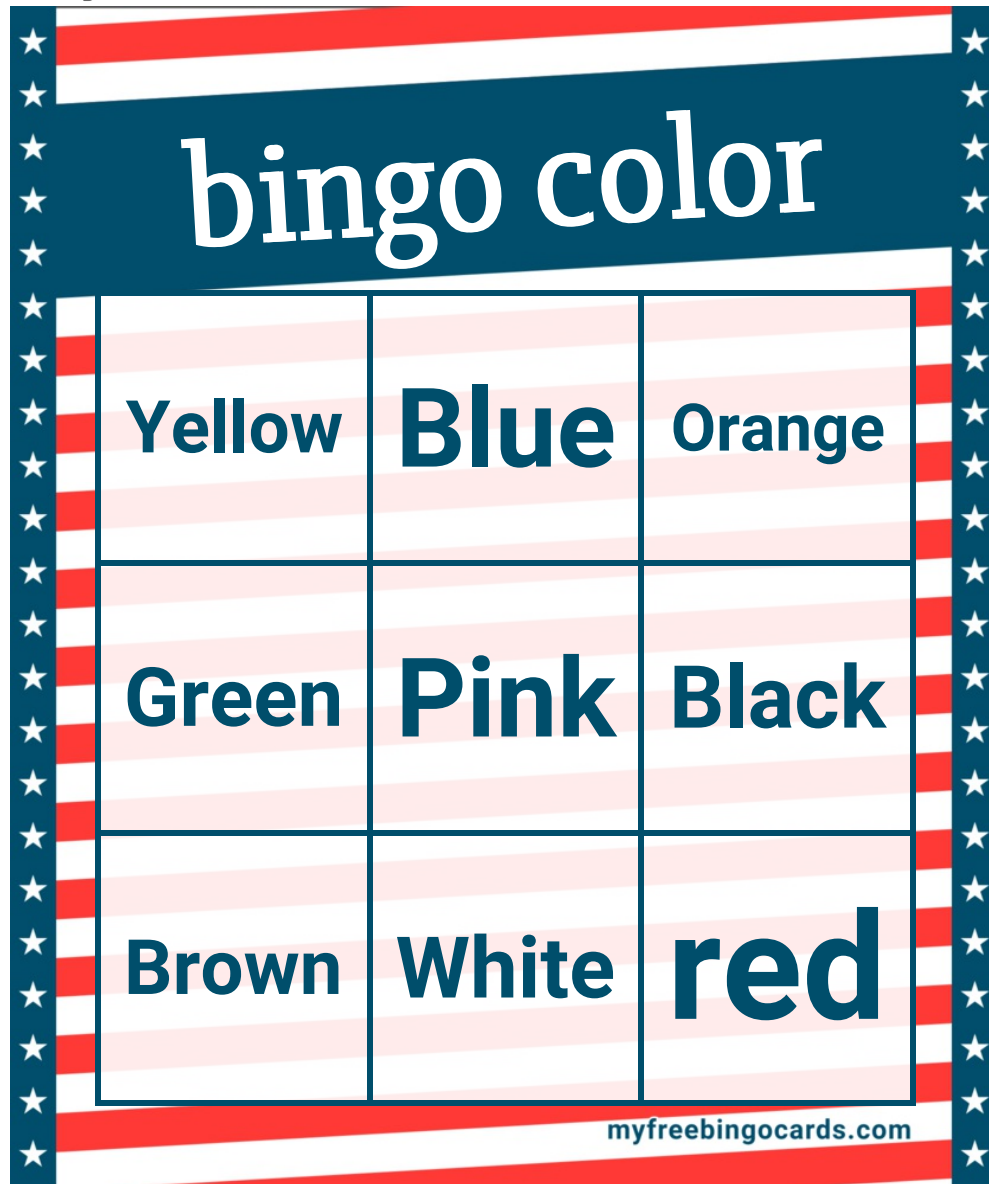 bingo color
Yellow Blue Orange
Green Pink Black
Brown White red
myfreebingocards.com